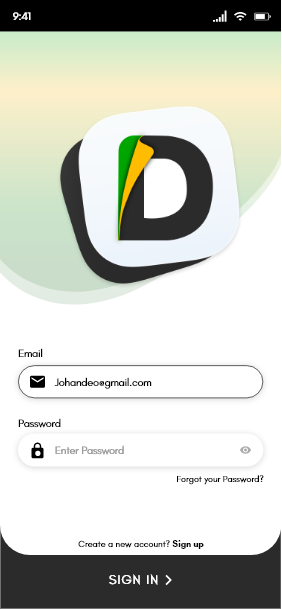 9:41
D
Email
Johandeo@gmail.com
Password
Enter Password
Forgot your Password?
Create a new account? Sign up
SIGN IN